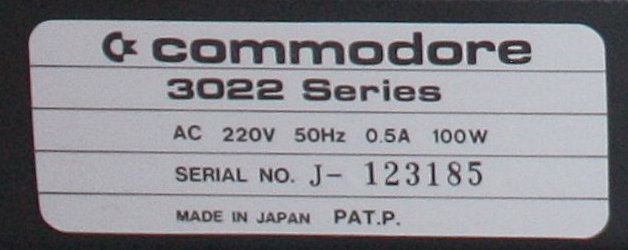 commodore
3022 Series
AC 220V 50Hz 0.5A 100W
SERIAL NO. J- 123185
MADE IN JAPAN PAT.P.